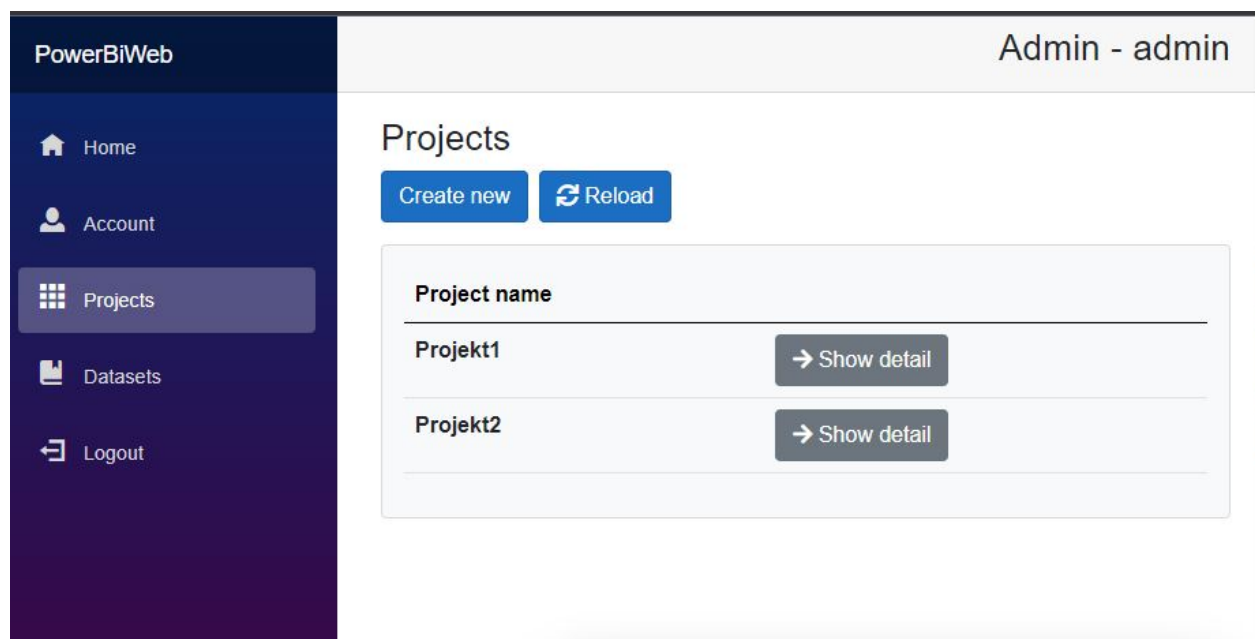 PowerBiWeb
Admin - admin
Home
Account
Projects
Datasets
Logout
Projects
Create new
Reload
Project name
Projekt1
Show detail
Projekt2
Show detail